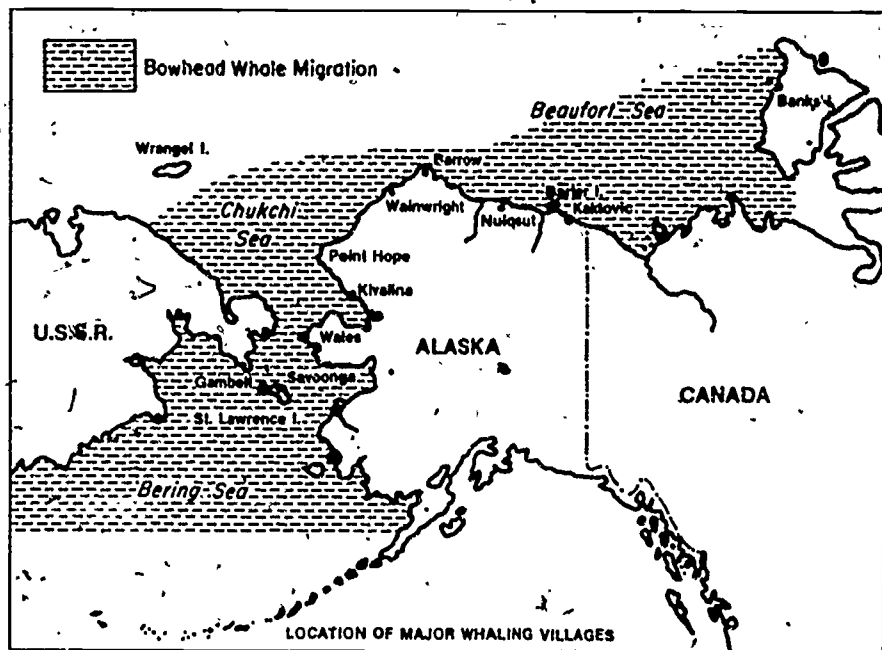 Bowhead Whale Migration
Banks I.
Beaufort Sea
Wrangel I.
Barrow
Barter I.
Wainwright
Kaktovic
Chukchi
Sea
Nuiqsut
Point Hope
Kivalina
U.S.S.R.
Wales
ALASKA
Gambell
Savoonga
CANADA
St. Lawrence I.
Bering Sea
LOCATION OF MAJOR WHALING VILLAGES